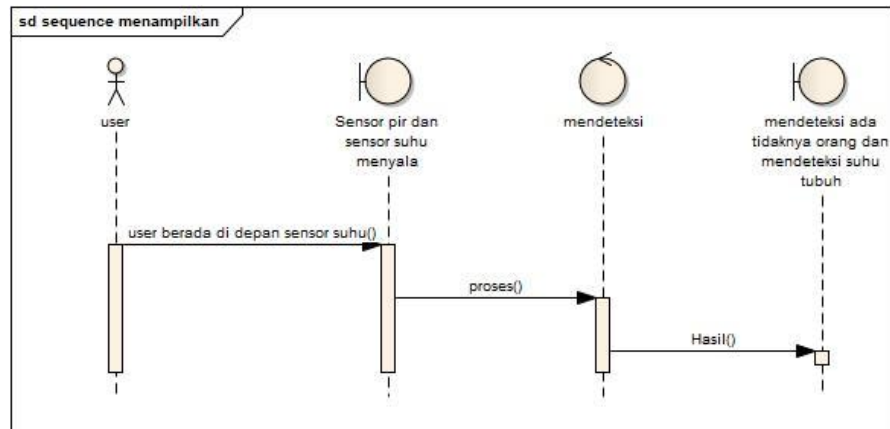 sd sequence menampilkan
user
Sensor pir dan
sensor suhu
menyala
mendeteksi
mendeteksi ada
tidaknya orang dan
mendeteksi suhu
tubuh
user berada di depan sensor suhu()
proses()
Hasil()